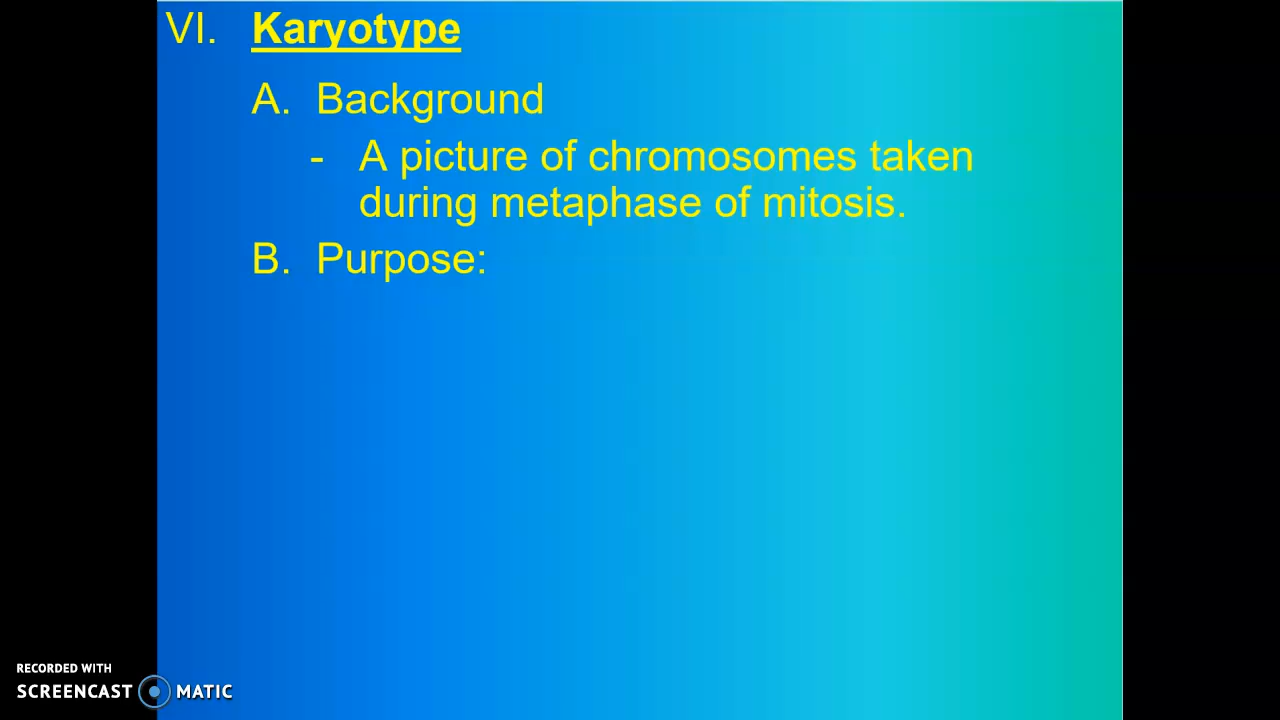 VI. Karyotype
A. Background
- A picture of chromosomes taken
during metaphase of mitosis.
B. Purpose:
RECORDED WITH
SCREENCAST MATIC